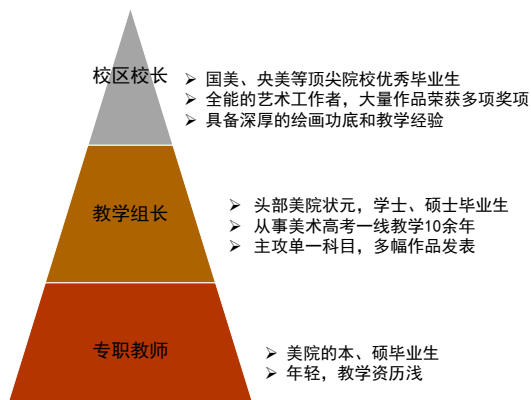 校区校长
➢ 国美、央美等顶尖院校优秀毕业生
➢ 全能的艺术工作者，大量作品荣获多项奖项
➢ 具备深厚的绘画功底和教学经验
教学组长
➢ 头部美院状元，学士、硕士毕业生
➢ 从事美术高考一线教学10余年
➢ 主攻单一科目，多幅作品发表
专职教师
➢ 美院的本、硕毕业生
➢ 年轻，教学资历浅